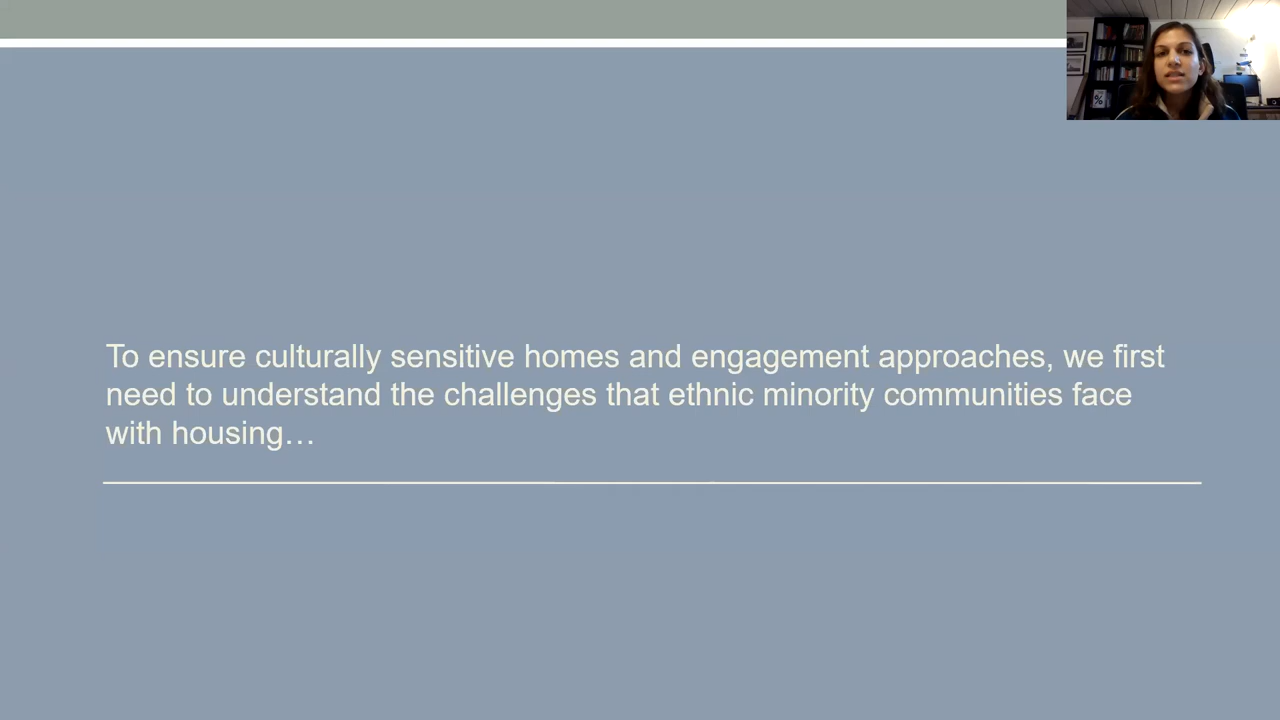 To ensure culturally sensitive homes and engagement approaches, we first
need to understand the challenges that ethnic minority communities face
with housing…
%